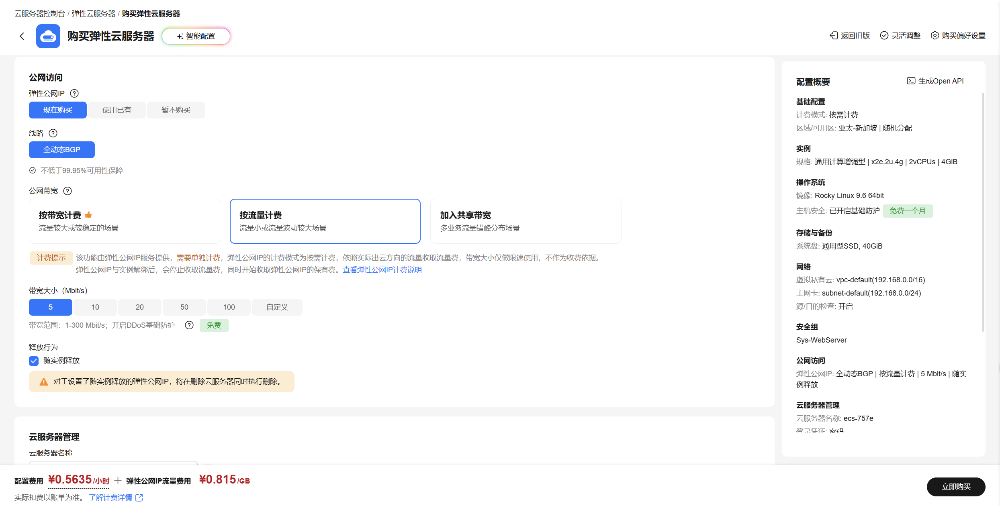 云服务器控制台 / 弹性云服务器 / 购买弹性云服务器
购买弹性云服务器
智能配置
返回旧版
灵活调整
购买偏好设置
公网访问
弹性公网IP
现在购买
使用已有
暂不购买
线路
全动态BGP
不低于99.95%可用性保障
公网带宽
按带宽计费
流量较大或较稳定的场景
按流量计费
流量小或流量波动较大场景
加入共享带宽
多业务流量错峰分布场景
计费提示
该功能由弹性公网IP服务提供，需要单独计费，弹性公网IP的计费模式为按需计费，依照实际出云方向的流量收取流量费，带宽大小仅做限速使用，不作为收费依据。
弹性公网IP与实例解绑后，会停止收取流量费，同时开始收取弹性公网IP的保有费。查看弹性公网IP计费说明
带宽大小（Mbit/s）
5
10
20
50
100
自定义
带宽范围：1-300 Mbit/s；开启DDoS基础防护
免费
释放行为
随实例释放
对于设置了随实例释放的弹性公网IP，将在删除云服务器同时执行删除。
云服务器管理
云服务器名称
配置概要
生成Open API
基础配置
计费模式: 按需计费
区域/可用区: 亚太-新加坡 | 随机分配
实例
规格: 通用计算增强型 | x2e.2u.4g | 2vCPUs | 4GiB
操作系统
镜像: Rocky Linux 9.6 64bit
主机安全: 已开启基础防护 免费一个月
存储与备份
系统盘: 通用型SSD, 40GiB
网络
虚拟私有云: vpc-default(192.168.0.0/16)
主网卡: subnet-default(192.168.0.0/24)
源/目的检查: 开启
安全组
Sys-WebServer
公网访问
弹性公网IP: 全动态BGP | 按流量计费 | 5 Mbit/s | 随实
例释放
云服务器管理
云服务器名称: ecs-757e
登录凭证: 密码
配置费用 ¥0.5635/小时 + 弹性公网IP流量费用 ¥0.815/GB
实际扣费以账单为准。 了解计费详情
立即购买